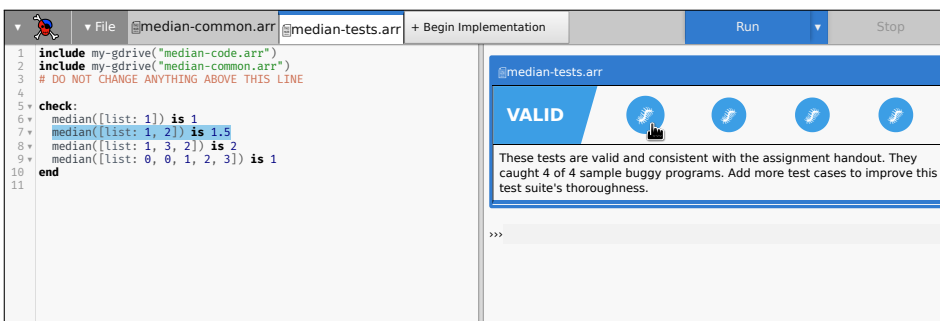 ▾ ▾ File median-common.arr median-tests.arr + Begin Implementation Run ▾ Stop
1 include my-gdrive("median-code.arr")
2 include my-gdrive("median-common.arr")
3 # DO NOT CHANGE ANYTHING ABOVE THIS LINE
4
5 check:
6 median([list: 1]) is 1
7 median([list: 1, 2]) is 1.5
8 median([list: 1, 3, 2]) is 2
9 median([list: 0, 0, 1, 2, 3]) is 1
10 end
11
median-tests.arr
VALID
These tests are valid and consistent with the assignment handout. They
caught 4 of 4 sample buggy programs. Add more test cases to improve this
test suite's thoroughness.
›››